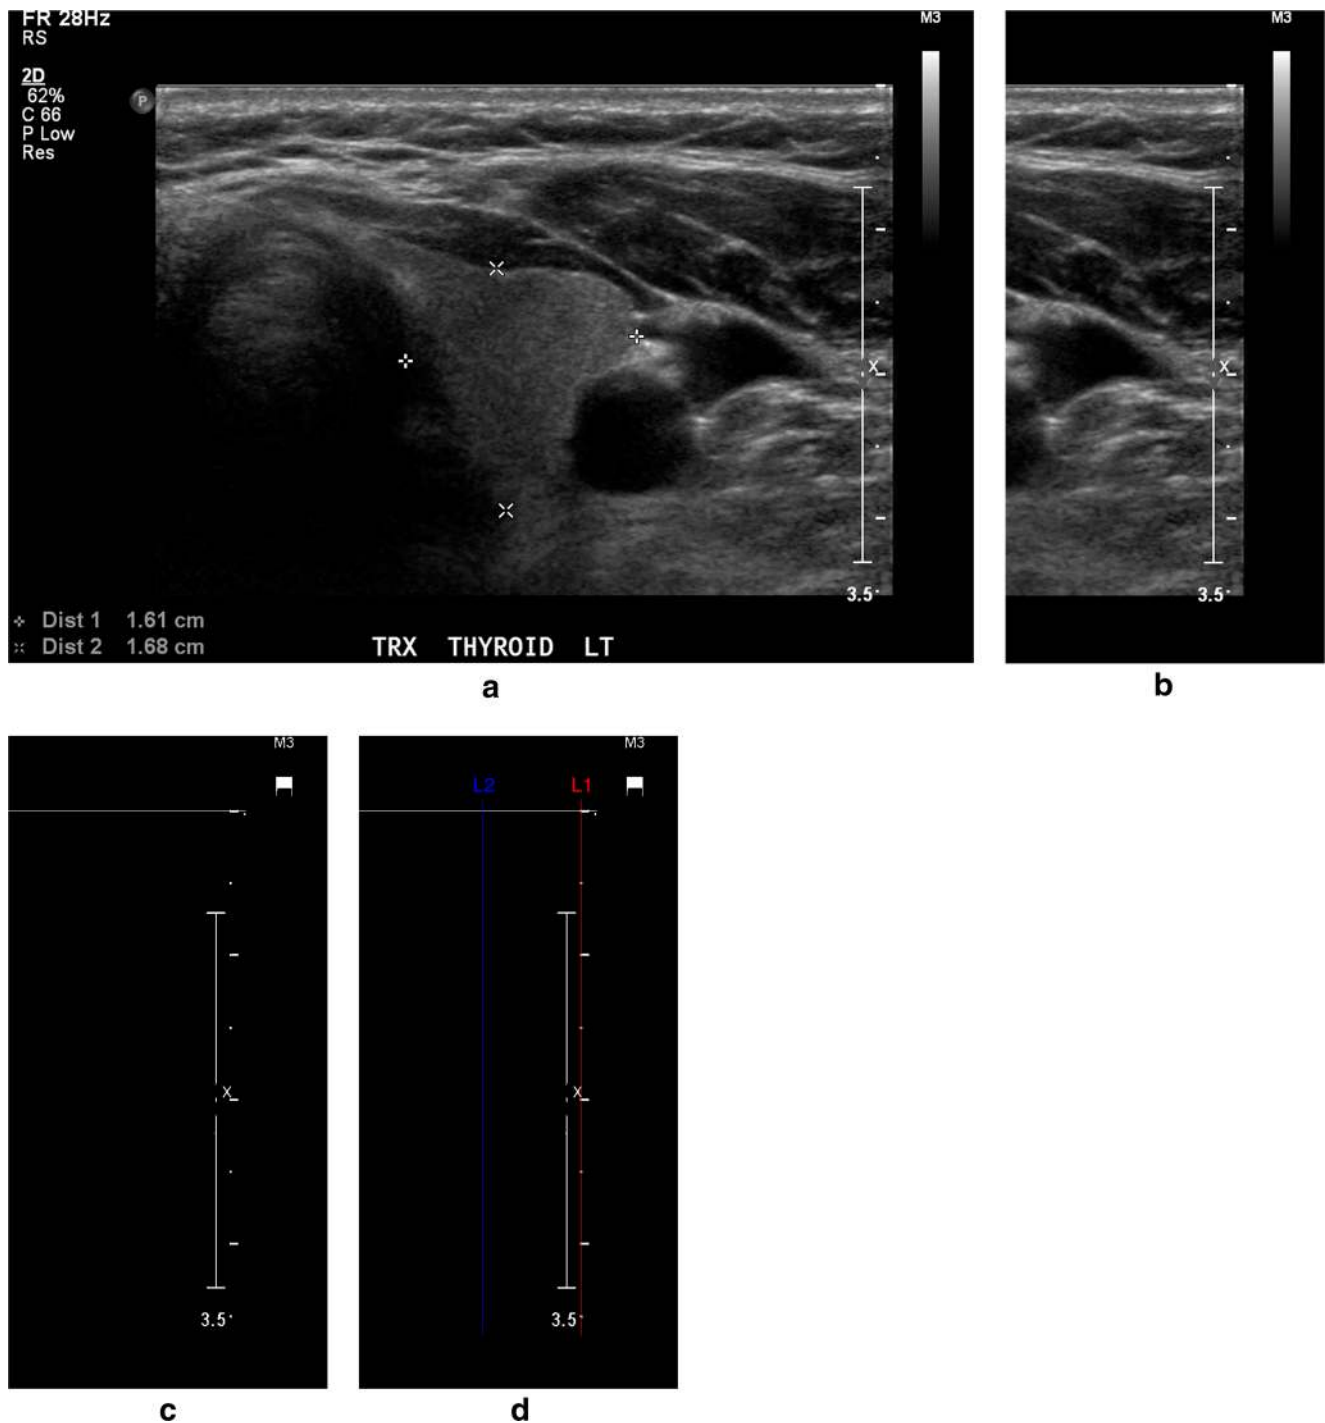 FR 28Hz
RS
2D
62%
C 66
P Low
Res
P
M3
X
3.5
Dist 1 1.61 cm
Dist 2 1.68 cm
TRX THYROID LT
a
M3
X
3.5
b
M3
X
3.5
c
M3
L2 L1
X
3.5
d